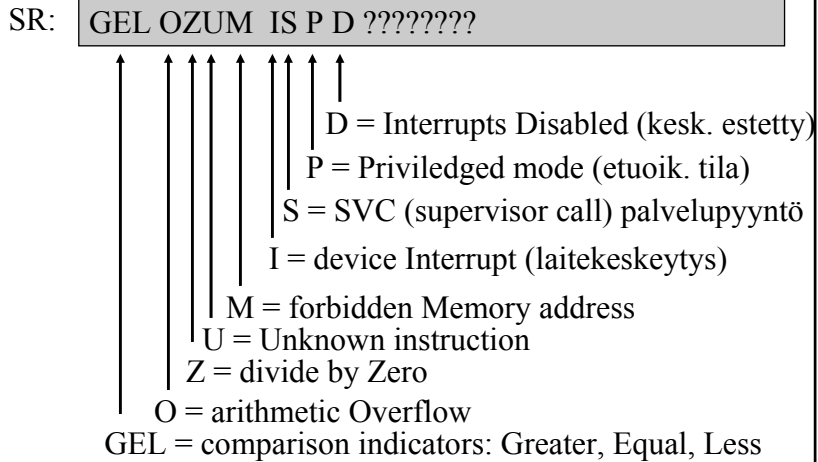 SR: GEL OZUM IS P D ????????
D = Interrupts Disabled (kesk. estetty)
P = Priviledged mode (etuoik. tila)
S = SVC (supervisor call) palvelupyyntö
I = device Interrupt (laitekeskeytys)
M = forbidden Memory address
U = Unknown instruction
Z = divide by Zero
O = arithmetic Overflow
GEL = comparison indicators: Greater, Equal, Less